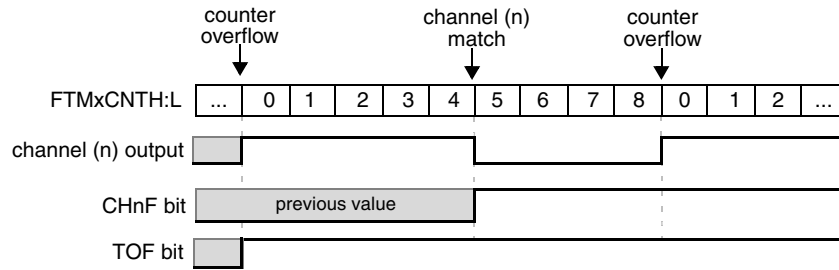 counter overflow
channel (n) match
counter overflow
FTMxCNTH:L ... 0 1 2 3 4 5 6 7 8 0 1 2 ...
channel (n) output
CHnF bit previous value
TOF bit